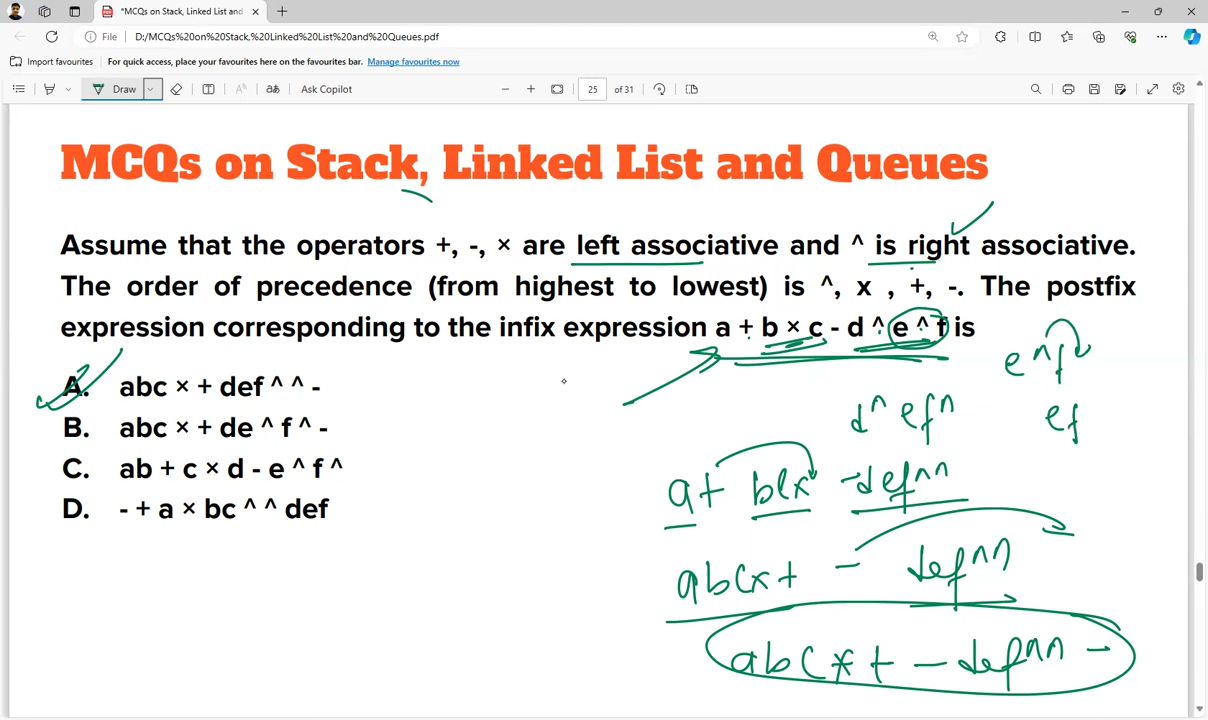 *MCQs on Stack, Linked List and
File
D:/MCQs%20on%20Stack,%20Linked%20List%20and%20Queues.pdf
Import favourites
For quick access, place your favourites here on the favourites bar. Manage favourites now
Draw
Ask Copilot
25 of 31
MCQs on Stack, Linked List and Queues
Assume that the operators +, -, × are left associative and ^ is right associative.
The order of precedence (from highest to lowest) is ^, x , +, -. The postfix
expression corresponding to the infix expression a + b × c - d ^ e ^ f is
A. abc × + def ^ ^ -
B. abc × + de ^ f ^ -
C. ab + c × d - e ^ f ^
D. - + a × bc ^ ^ def
e ^ f
d ^ ef^
ef
a+ bcx -def^^
abcx+ - def^^
abc*+ - def^^ -